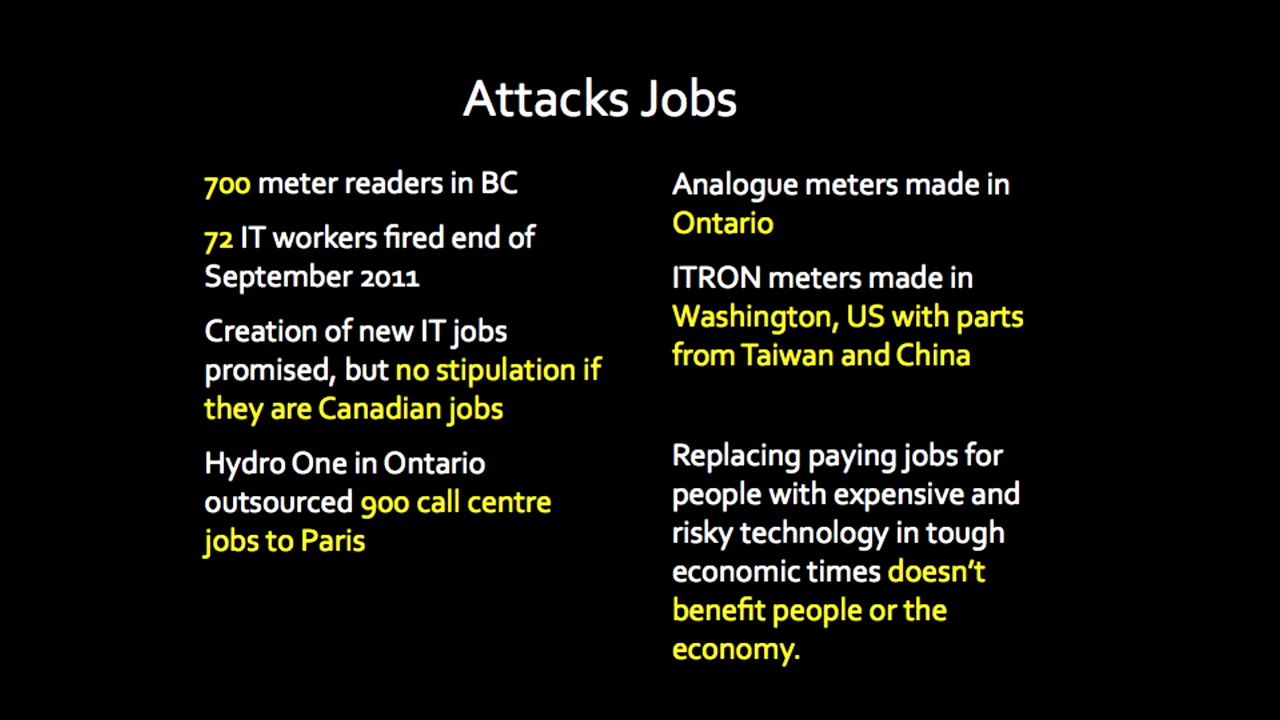 Attacks Jobs
700 meter readers in BC
72 IT workers fired end of
September 2011
Creation of new IT jobs
promised, but no stipulation if
they are Canadian jobs
Hydro One in Ontario
outsourced 900 call centre
jobs to Paris
Analogue meters made in
Ontario
ITRON meters made in
Washington, US with parts
from Taiwan and China
Replacing paying jobs for
people with expensive and
risky technology in tough
economic times doesn’t
benefit people or the
economy.